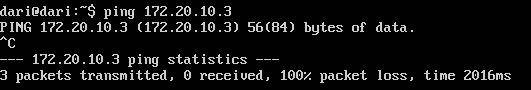 dari@dari:~$ ping 172.20.10.3
PING 172.20.10.3 (172.20.10.3) 56(84) bytes of data.
^C
--- 172.20.10.3 ping statistics ---
3 packets transmitted, 0 received, 100% packet loss, time 2016ms